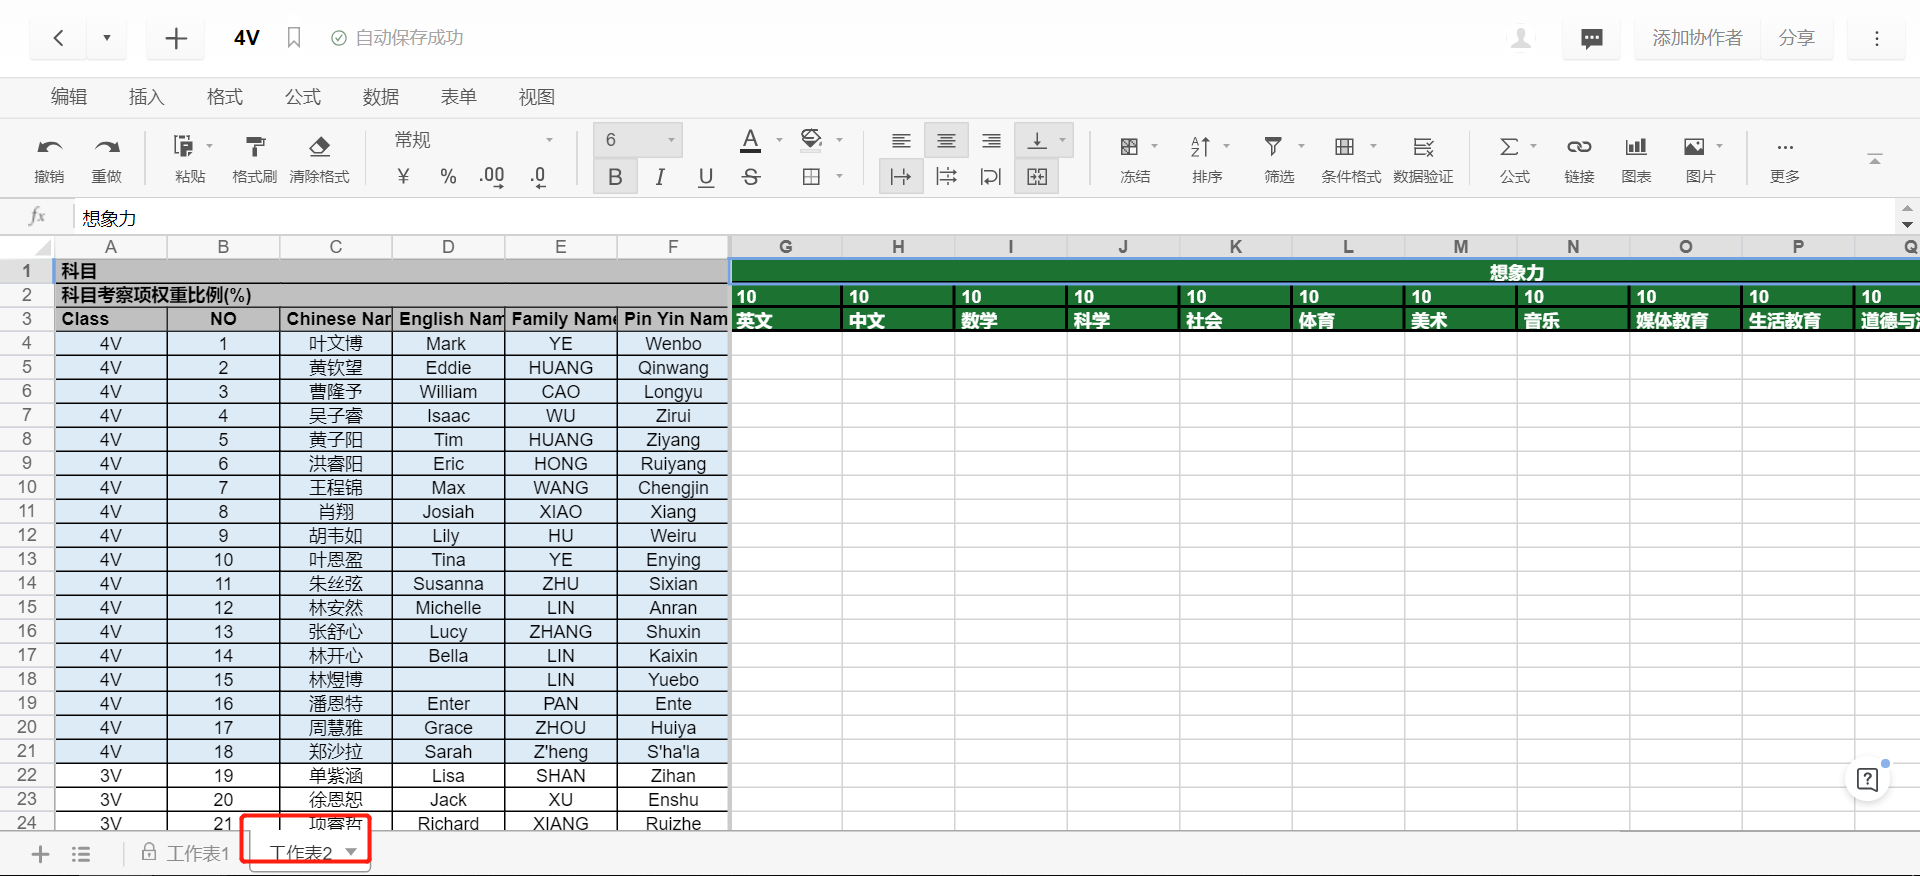 4V 自动保存成功 添加协作者 分享
编辑 插入 格式 公式 数据 表单 视图
常规 6 A
撤销 重做 粘贴 格式刷 清除格式 ¥ % .00 .0 B I U S 冻结 排序 筛选 条件格式 数据验证 公式 链接 图表 图片 更多
fx 想象力
A B C D E F G H I J K L M N O P Q
1 科目 想象力
2 科目考察项权重比例(%) 10 10 10 10 10 10 10 10 10 10 10
3 Class NO Chinese Nar English Nam Family Name Pin Yin Nam 英文 中文 数学 科学 社会 体育 美术 音乐 媒体教育 生活教育 道德与
4 4V 1 叶文博 Mark YE Wenbo
5 4V 2 黄钦望 Eddie HUANG Qinwang
6 4V 3 曹隆予 William CAO Longyu
7 4V 4 吴子睿 Isaac WU Zirui
8 4V 5 黄子阳 Tim HUANG Ziyang
9 4V 6 洪睿阳 Eric HONG Ruiyang
10 4V 7 王程锦 Max WANG Chengjin
11 4V 8 肖翔 Josiah XIAO Xiang
12 4V 9 胡韦如 Lily HU Weiru
13 4V 10 叶恩盈 Tina YE Enying
14 4V 11 朱丝弦 Susanna ZHU Sixian
15 4V 12 林安然 Michelle LIN Anran
16 4V 13 张舒心 Lucy ZHANG Shuxin
17 4V 14 林开心 Bella LIN Kaixin
18 4V 15 林煜博 LIN Yuebo
19 4V 16 潘恩特 Enter PAN Ente
20 4V 17 周慧雅 Grace ZHOU Huiya
21 4V 18 郑沙拉 Sarah Z'heng S'ha'la
22 3V 19 单紫涵 Lisa SHAN Zihan
23 3V 20 徐恩恕 Jack XU Enshu
24 3V 21 项睿哲 Richard XIANG Ruizhe
工作表1 工作表2